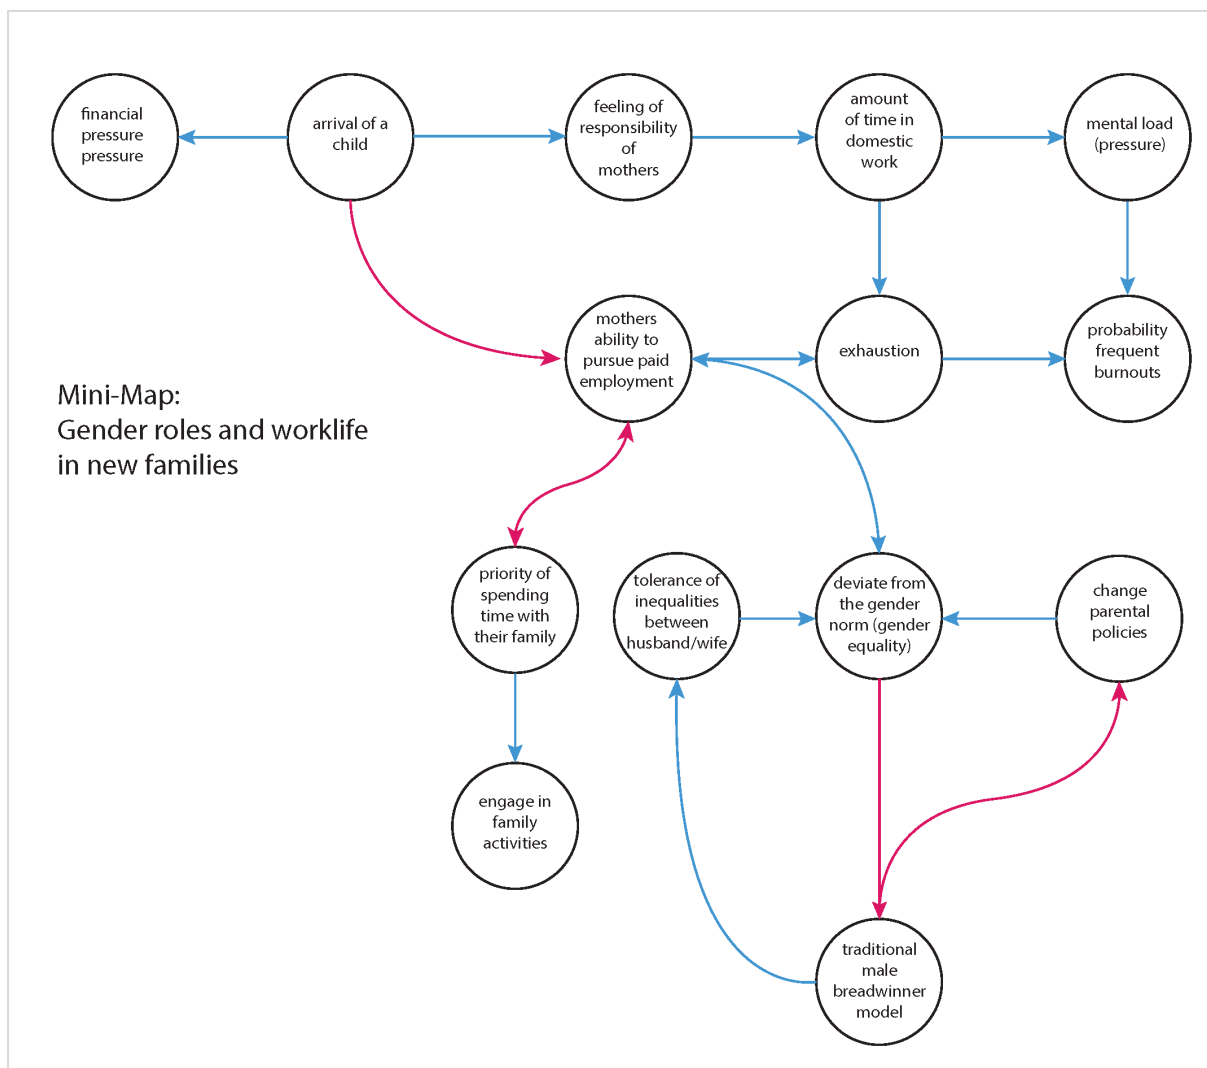 financial
pressure
pressure
arrival of a
child
feeling of
responsibility
of
mothers
amount
of time in
domestic
work
mental load
(pressure)
mothers
ability to
pursue paid
employment
exhaustion
probability
frequent
burnouts
Mini-Map:
Gender roles and worklife
in new families
priority of
spending
time with
their family
tolerance of
inequalities
between
husband/wife
deviate from
the gender
norm (gender
equality)
change
parental
policies
engage in
family
activities
traditional
male
breadwinner
model